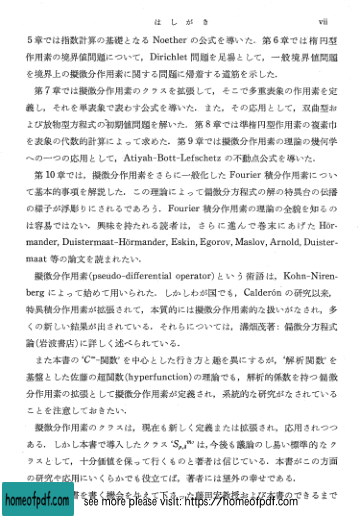 はしがき vii
5章では指数計算の基礎となる Noether の公式を導いた．第6章では楕円型
作用素の境界値問題について，Dirichlet 問題を足場として，一般境界値問題
を境界上の擬微分作用素に関する問題に帰着する道筋を示した．
第7章では擬微分作用素のクラスを拡張して，そこで多重表象の作用素を定
義し，それを単表象で表わす公式を導いた．また，その応用として，双曲型お
よび放物型方程式の初期値問題を解いた．第8章では準楕円型作用素の複素巾
を表象の代数的計算によって求めた．第9章では擬微分作用素の理論の幾何学
への一つの応用として，Atiyah-Bott-Lefschetz の不動点公式を導いた．
第10章では，擬微分作用素をさらに一般化した Fourier 積分作用素につい
て基本的事項を解説した．この理論によって偏微分方程式の解の特異台の伝播
の様子が浮彫りにされるであろう．Fourier 積分作用素の理論の全貌を知るの
は容易ではない．興味を持たれる読者は，さらに進んで巻末にあげた Hör-
mander, Duistermaat-Hörmander, Eskin, Egorov, Maslov, Arnold, Duister-
maat 等の論文を読まれたい．
擬微分作用素(pseudo-differential operator)という術語は，Kohn-Niren-
berg によって始めて用いられた．しかしわが国でも，Calderón の研究以来，
特異積分作用素が拡張されて，本質的には擬微分作用素的な扱いがなされ，多
くの新しい結果が出されている．それらについては，溝畑茂著：偏微分方程式
論(岩波書店)に詳しく述べられている．
また本書の ‘C∞-関数’ を中心とした行き方と趣を異にするが，‘解析関数’ を
基盤とした佐藤の超関数(hyperfunction)の理論でも，解析的係数を持つ偏微
分作用素の拡張として擬微分作用素が定義され，系統的な研究がなされている
ことを注意しておきたい．
擬微分作用素のクラスは，現在も新しく定義または拡張され，応用されつつ
ある．しかし本書で導入したクラス ‘Sρ,δm’ は，今後も議論のし易い標準的なク
ラスとして，十分価値を保って行くものと著者は信じている．本書がこの方面
の研究や応用にいくらかでも役立てば，著者には望外の幸せである．
書を書く機会を与えて下さった藤田宏教授および本書のできるまで
homeofpdf.com see more please visit: https://homeofpdf.com